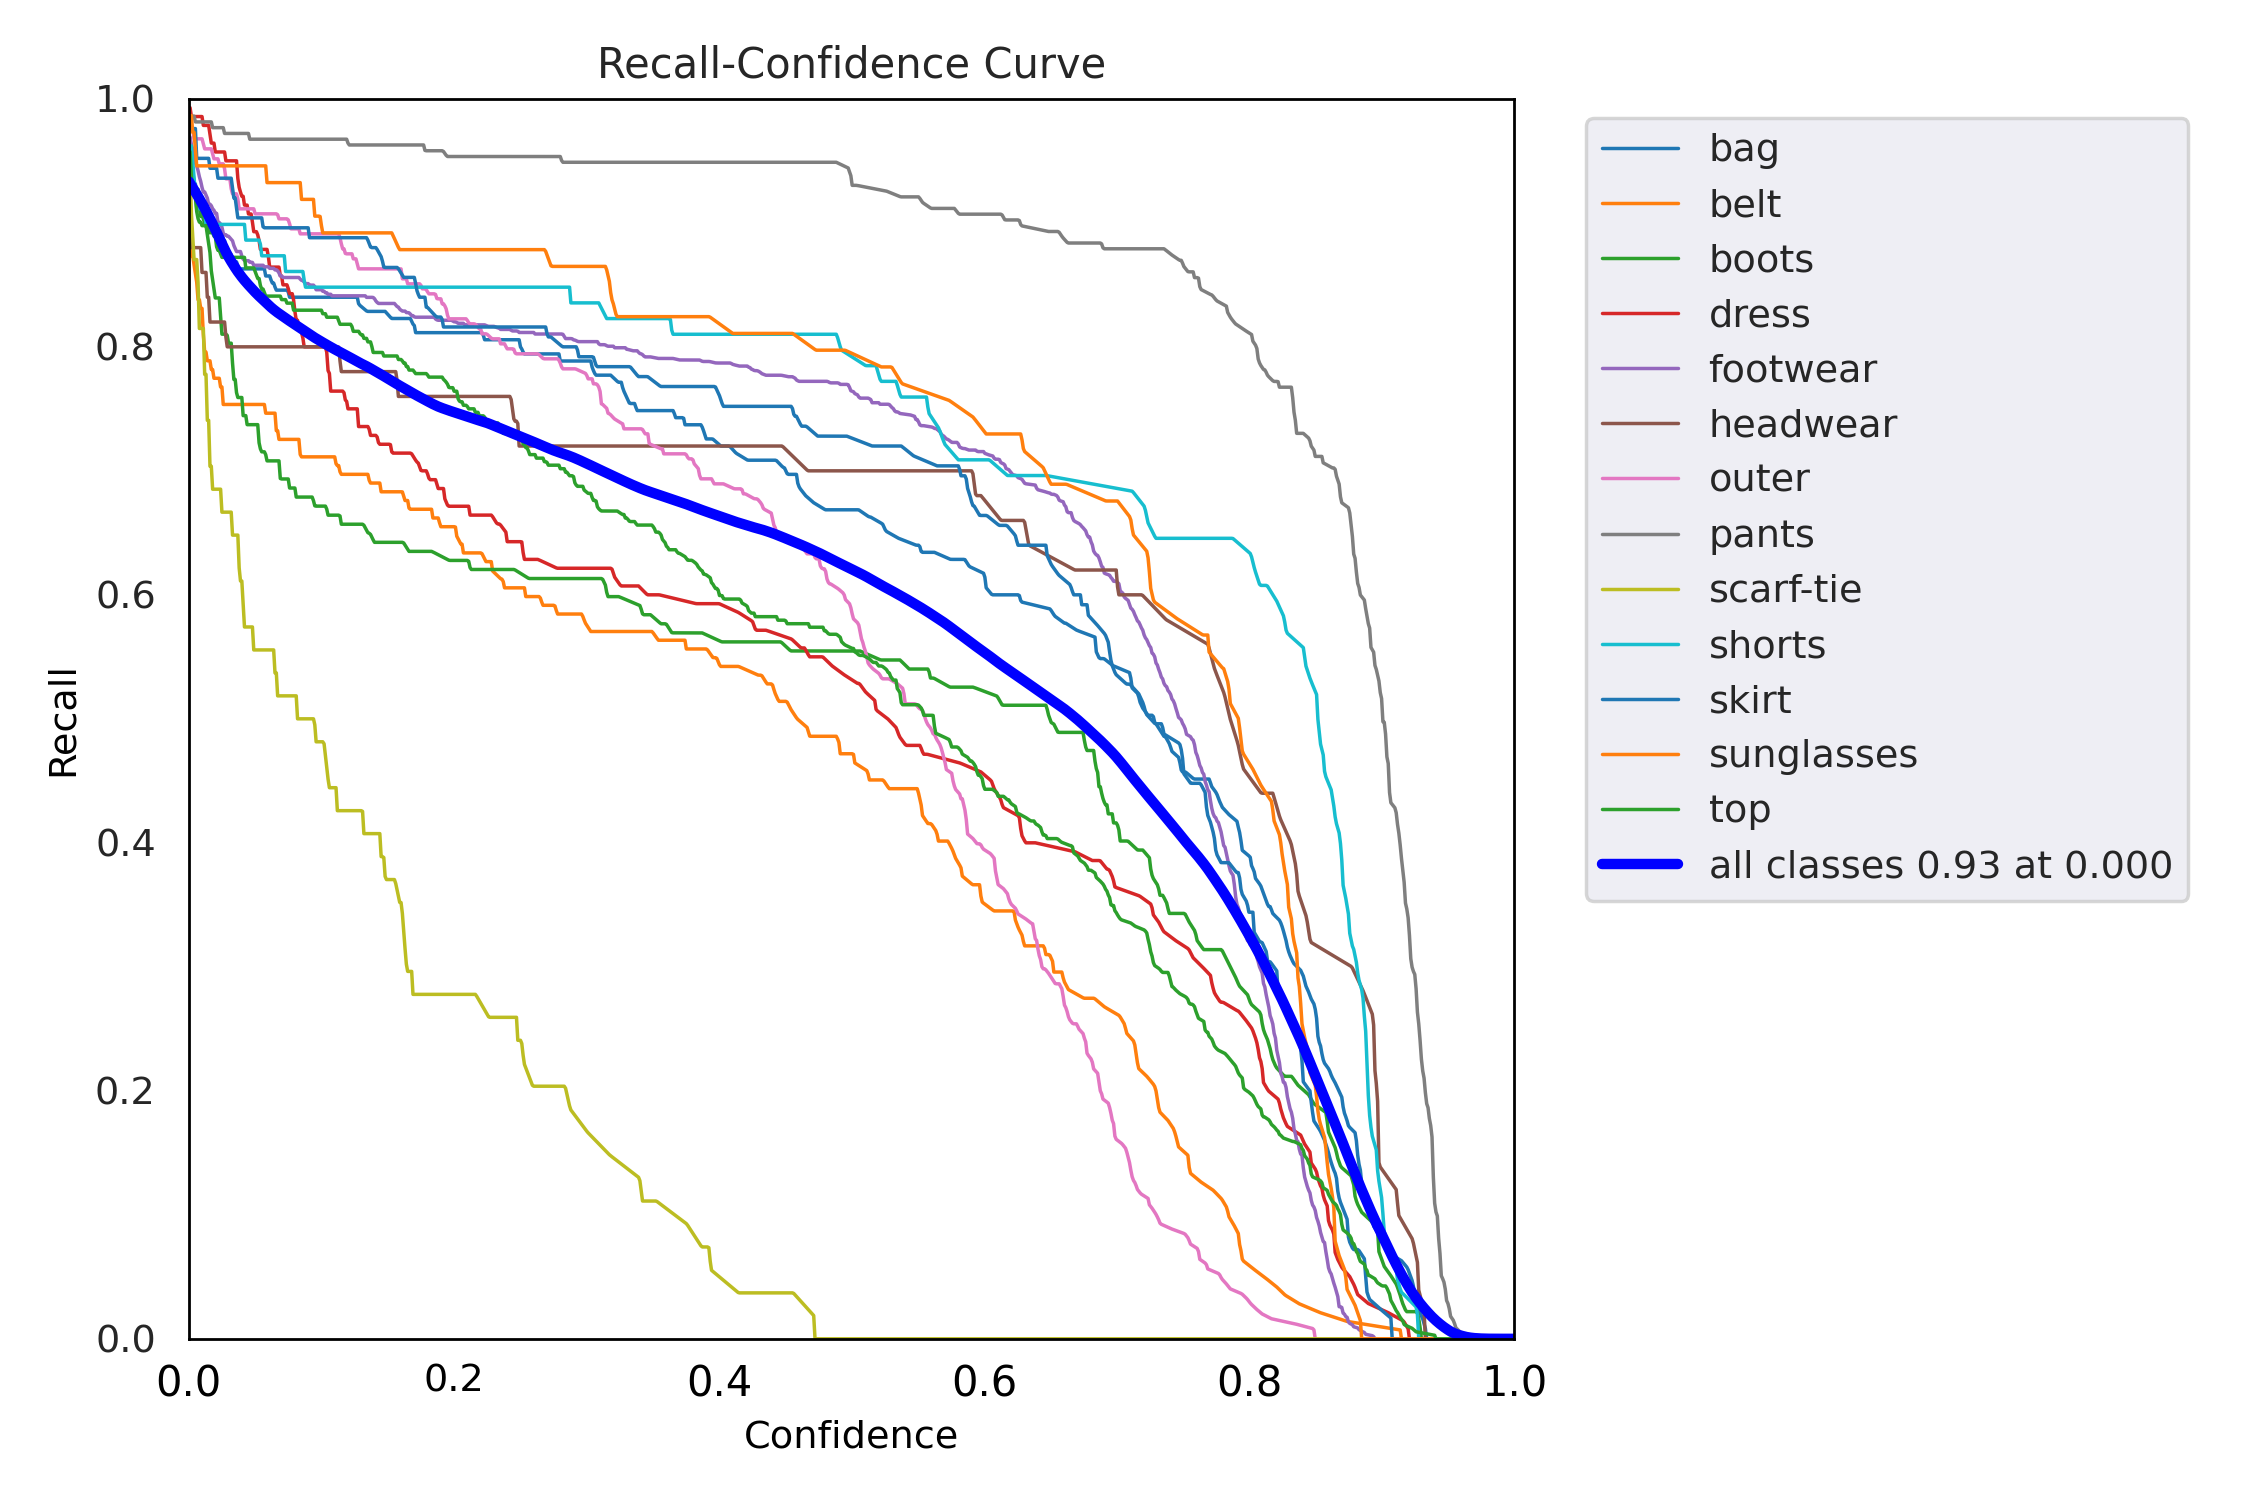 Recall-Confidence Curve
1.0
0.8
0.6
0.4
0.2
0.0
Recall
0.0 0.2 0.4 0.6 0.8 1.0
Confidence
bag
belt
boots
dress
footwear
headwear
outer
pants
scarf-tie
shorts
skirt
sunglasses
top
all classes 0.93 at 0.000